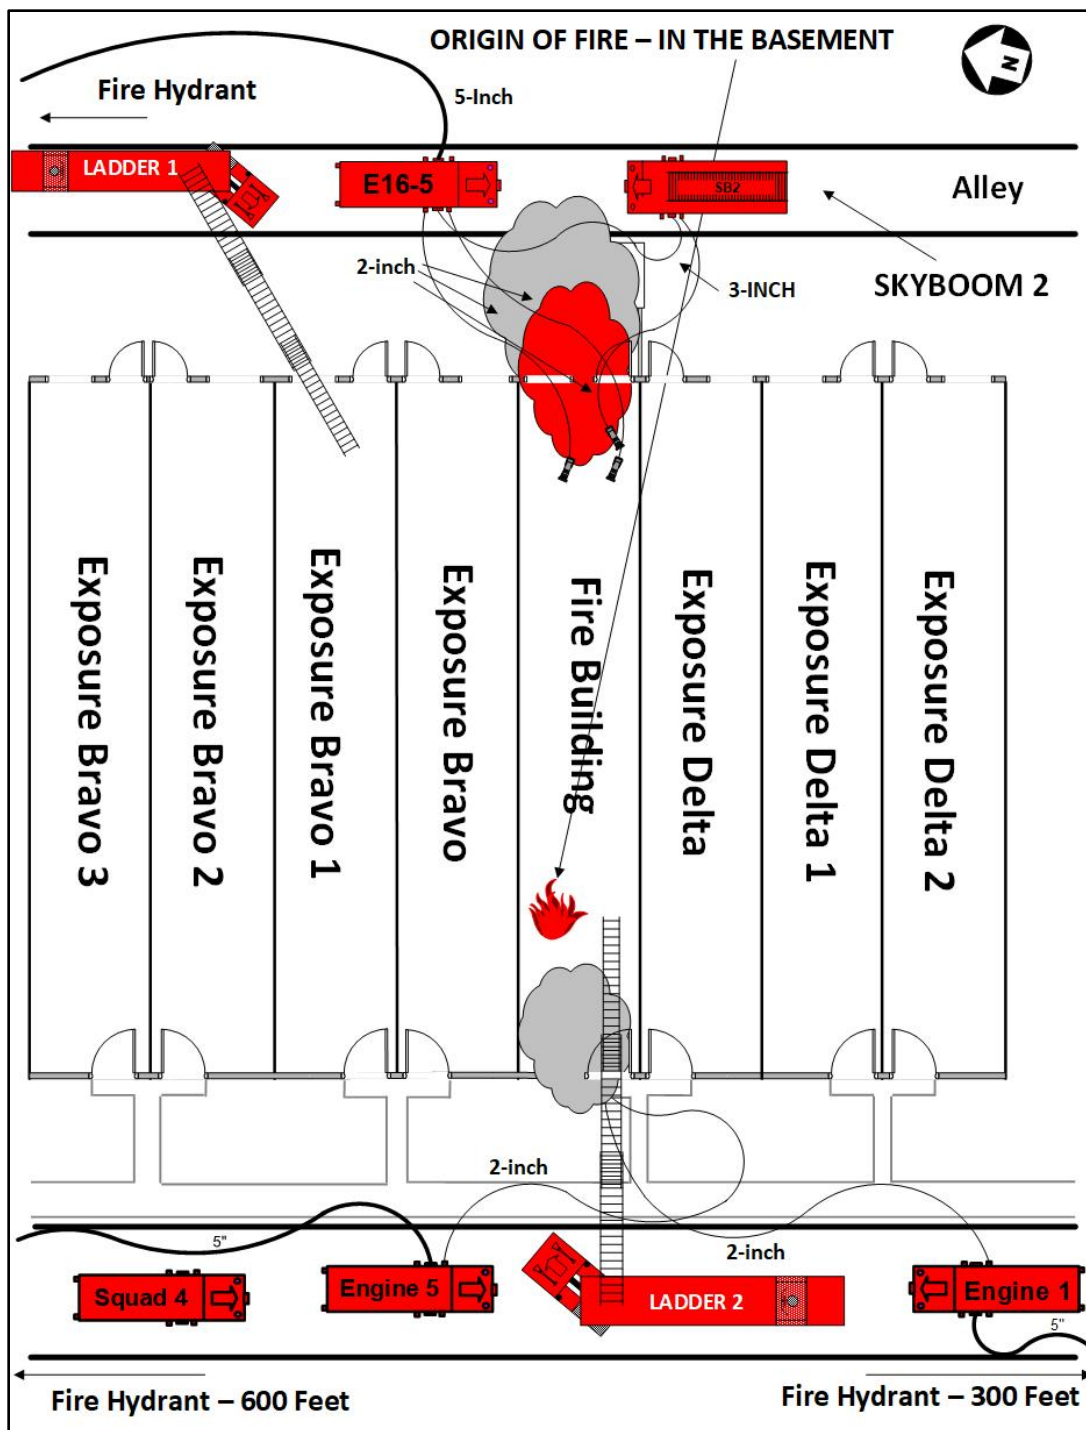 ORIGIN OF FIRE – IN THE BASEMENT
N
Fire Hydrant
5-Inch
LADDER 1
E16-5
SB2
Alley
2-inch
3-INCH
SKYBOOM 2
Exposure Bravo 3
Exposure Bravo 2
Exposure Bravo 1
Exposure Bravo
Fire Building
Exposure Delta
Exposure Delta 1
Exposure Delta 2
2-inch
5"
2-inch
Squad 4
Engine 5
LADDER 2
Engine 1
5"
Fire Hydrant – 600 Feet
Fire Hydrant – 300 Feet